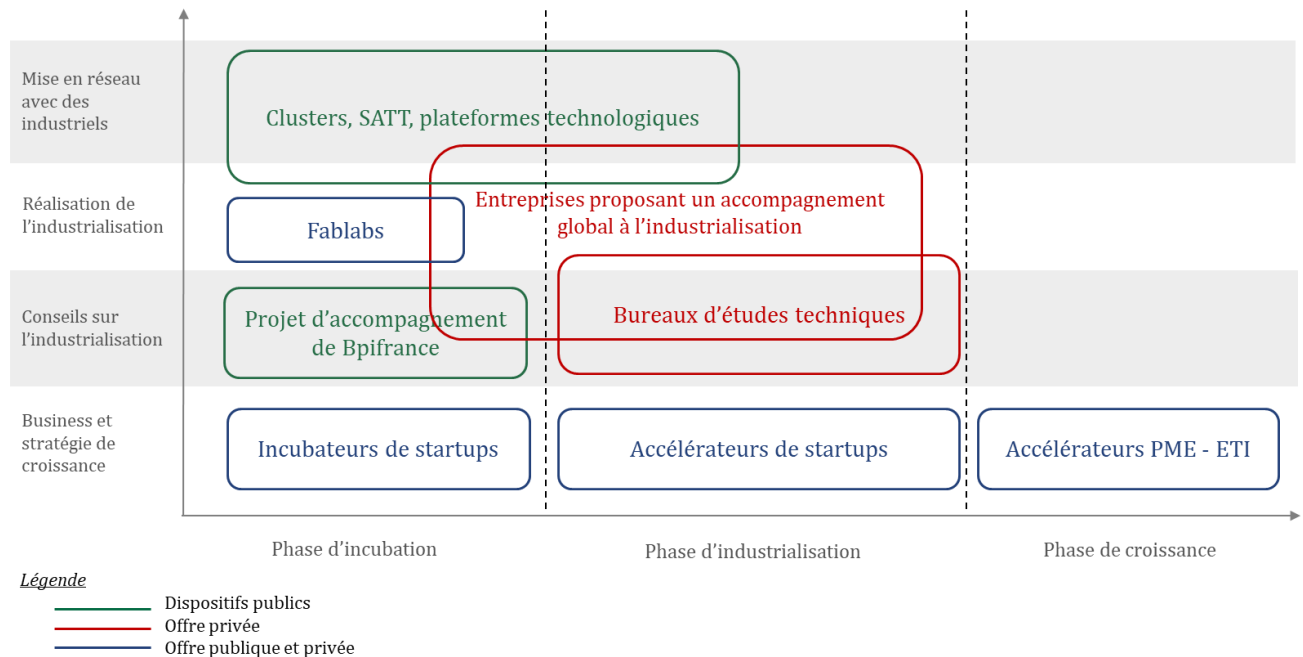 Mise en réseau
avec des
industriels
Clusters, SATT, plateformes technologiques
Réalisation de
l’industrialisation
Fablabs
Entreprises proposant un accompagnement
global à l’industrialisation
Conseils sur
l’industrialisation
Projet d’accompagnement
de Bpifrance
Bureaux d’études techniques
Business et
stratégie de
croissance
Incubateurs de startups
Accélérateurs de startups
Accélérateurs PME - ETI
Phase d’incubation
Phase d’industrialisation
Phase de croissance
Légende
Dispositifs publics
Offre privée
Offre publique et privée